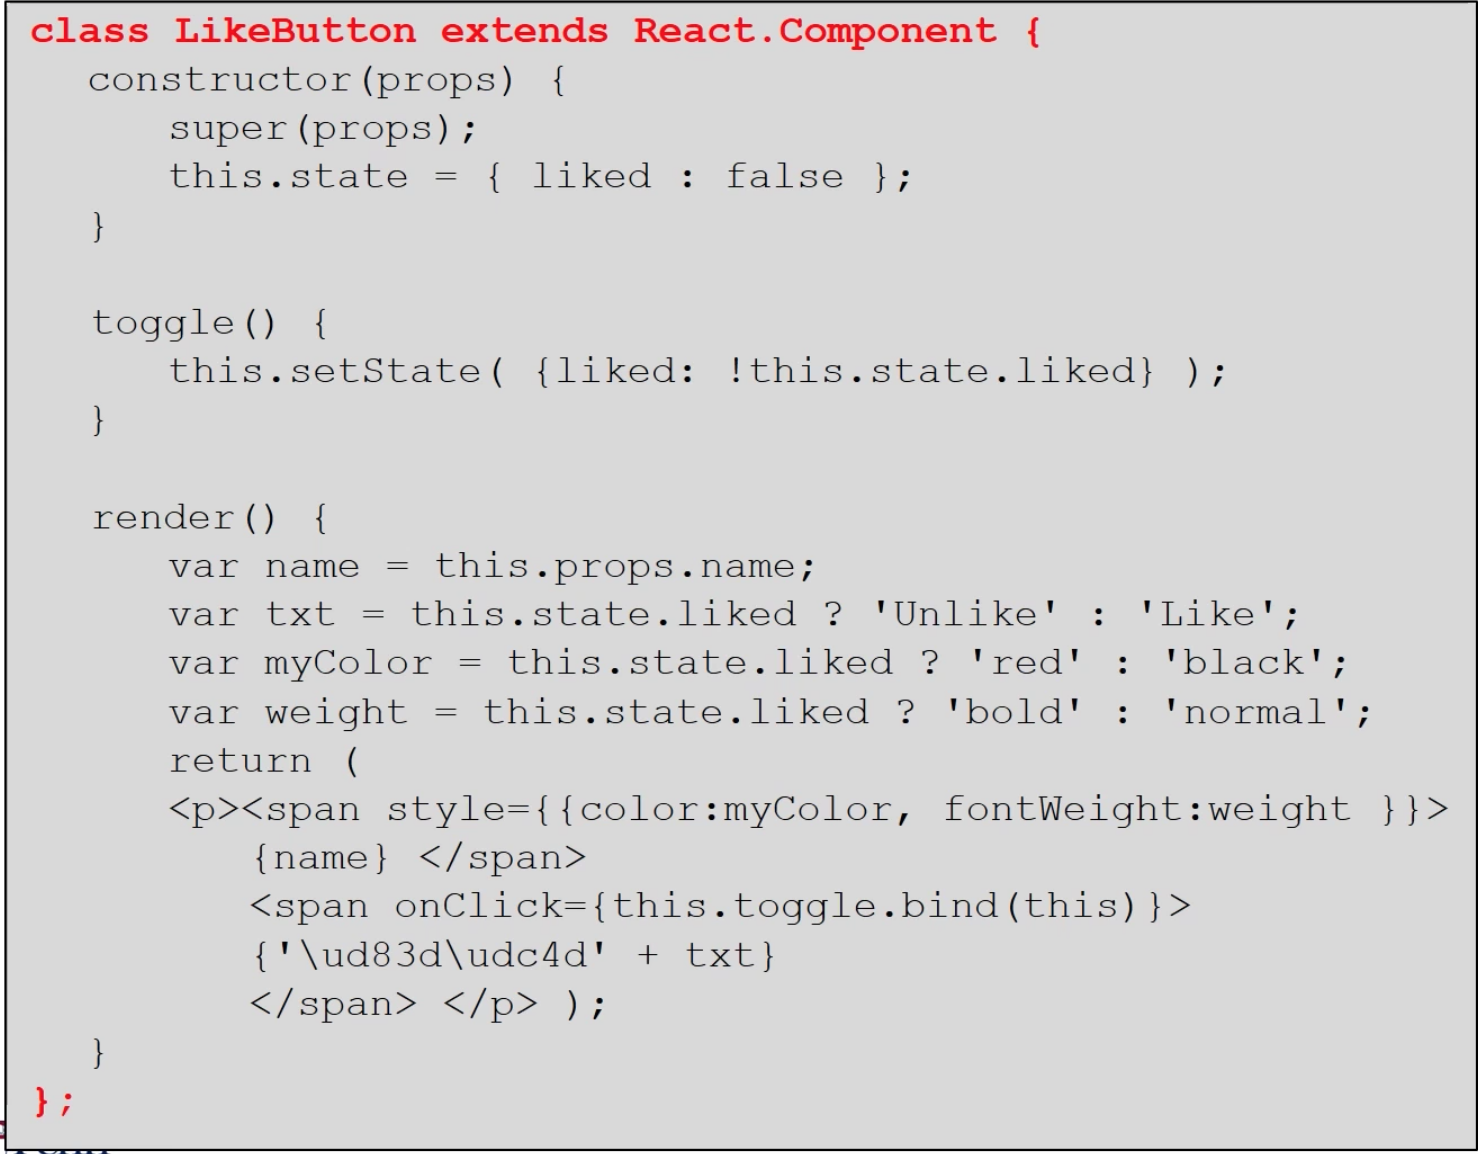 class LikeButton extends React.Component {
constructor(props) {
super(props);
this.state = { liked : false };
}
toggle() {
this.setState( {liked: !this.state.liked} );
}
render() {
var name = this.props.name;
var txt = this.state.liked ? 'Unlike' : 'Like';
var myColor = this.state.liked ? 'red' : 'black';
var weight = this.state.liked ? 'bold' : 'normal';
return (
<p><span style={{color:myColor, fontWeight:weight }}>
{name} </span>
<span onClick={this.toggle.bind(this)}>
{'\ud83d\udc4d' + txt}
</span> </p> );
}
};